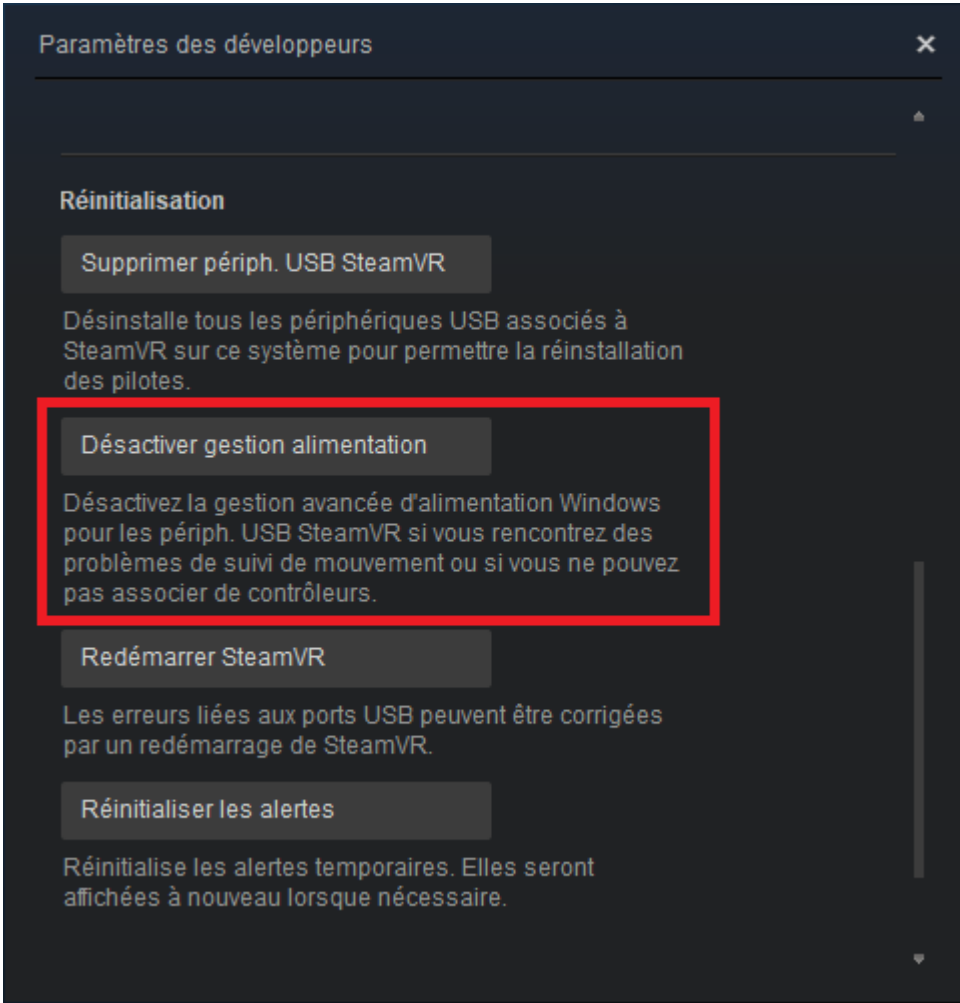 Paramètres des développeurs
Réinitialisation
Supprimer périph. USB SteamVR
Désinstalle tous les périphériques USB associés à
SteamVR sur ce système pour permettre la réinstallation
des pilotes.
Désactiver gestion alimentation
Désactivez la gestion avancée d'alimentation Windows
pour les périph. USB SteamVR si vous rencontrez des
problèmes de suivi de mouvement ou si vous ne pouvez
pas associer de contrôleurs.
Redémarrer SteamVR
Les erreurs liées aux ports USB peuvent être corrigées
par un redémarrage de SteamVR.
Réinitialiser les alertes
Réinitialise les alertes temporaires. Elles seront
affichées à nouveau lorsque nécessaire.